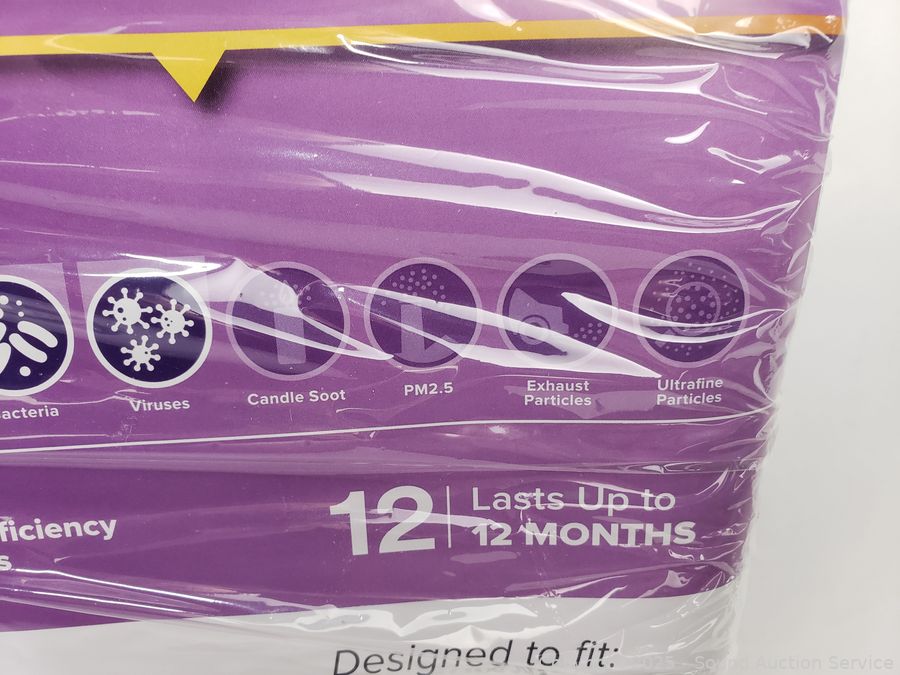 acteria
Viruses
Candle Soot
PM2.5
Exhaust
Particles
Ultrafine
Particles
ficiency
s
12
Lasts Up to
12 MONTHS
Designed to fit:
2025 - Sound Auction Service